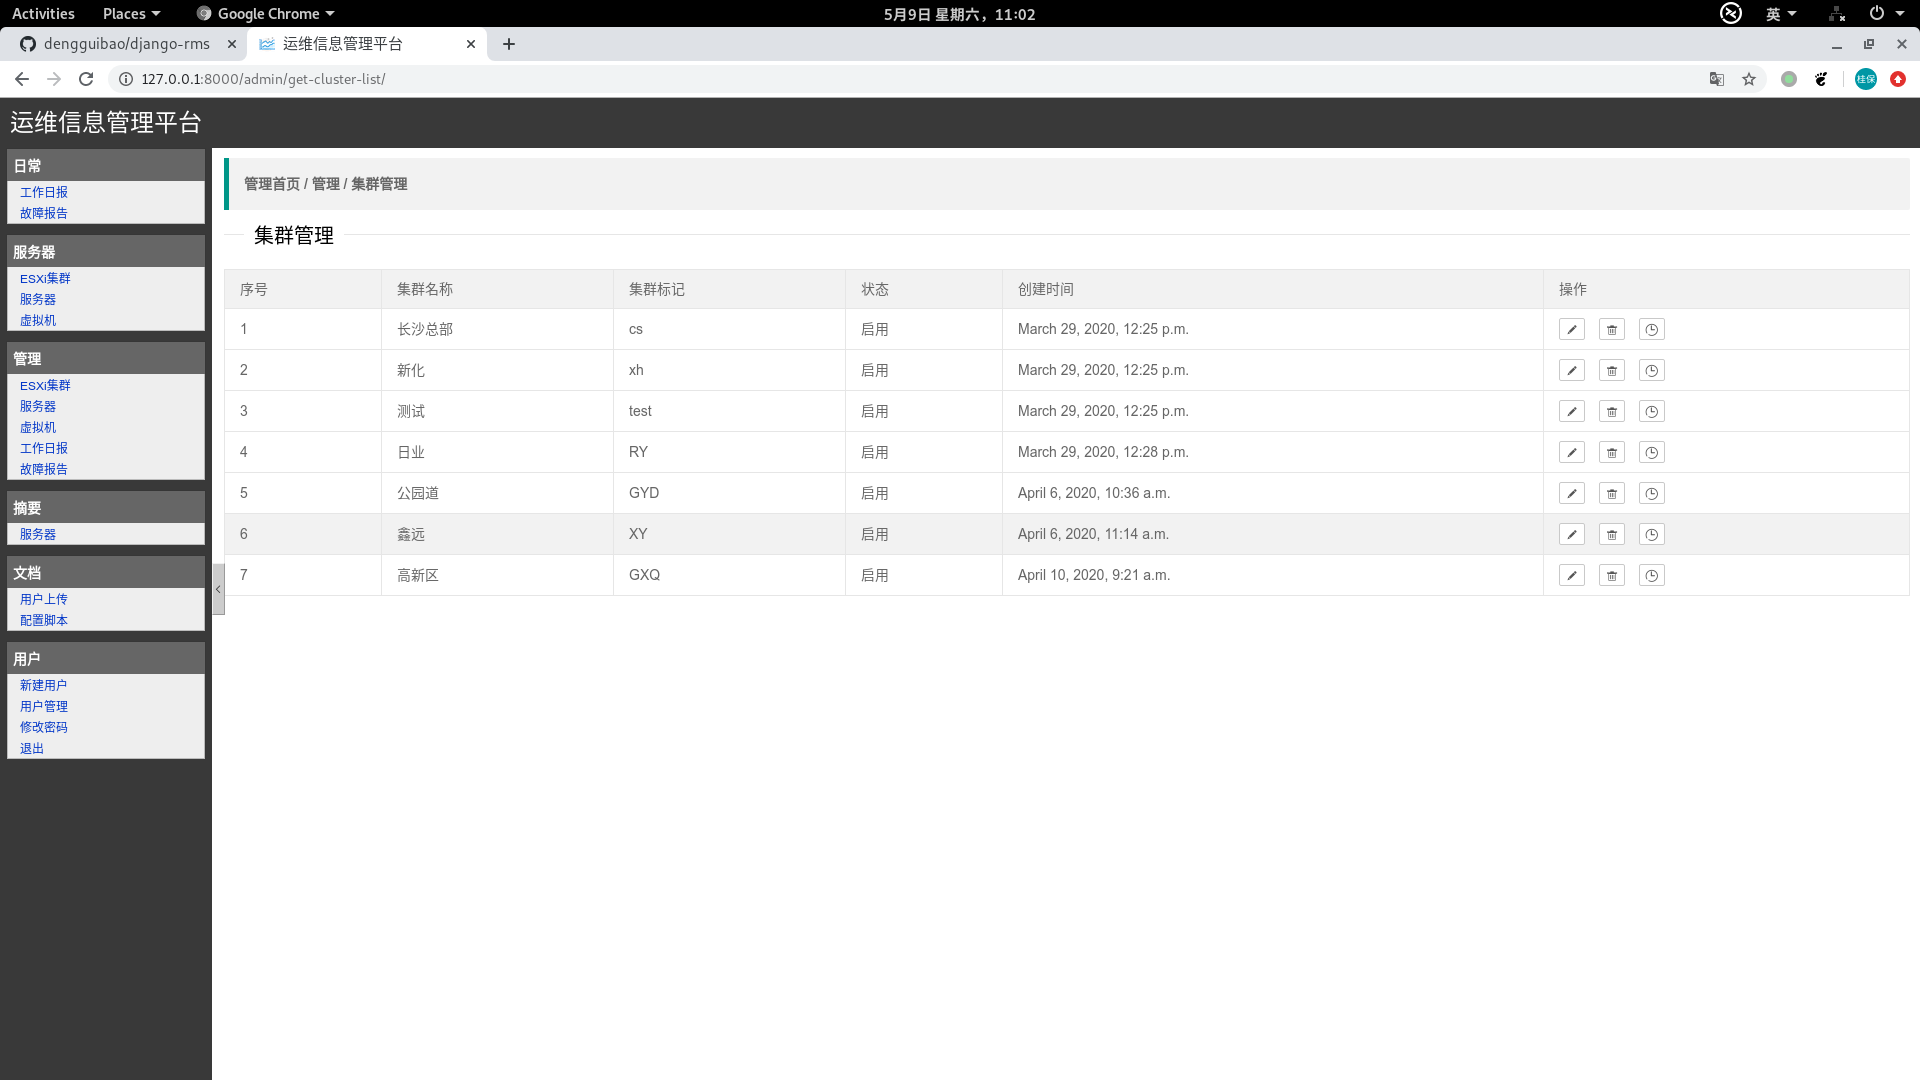 Activities Places Google Chrome 5月9日 星期六，11:02 英
dengguibao/django-rms 运维信息管理平台
127.0.0.1:8000/admin/get-cluster-list/ 桂保
运维信息管理平台
日常
工作日报
故障报告
服务器
ESXi集群
服务器
虚拟机
管理
ESXi集群
服务器
虚拟机
工作日报
故障报告
摘要
服务器
文档
用户上传
配置脚本
用户
新建用户
用户管理
修改密码
退出
管理首页 / 管理 / 集群管理
集群管理
序号 集群名称 集群标记 状态 创建时间 操作
1 长沙总部 cs 启用 March 29, 2020, 12:25 p.m.
2 新化 xh 启用 March 29, 2020, 12:25 p.m.
3 测试 test 启用 March 29, 2020, 12:25 p.m.
4 日业 RY 启用 March 29, 2020, 12:28 p.m.
5 公园道 GYD 启用 April 6, 2020, 10:36 a.m.
6 鑫远 XY 启用 April 6, 2020, 11:14 a.m.
7 高新区 GXQ 启用 April 10, 2020, 9:21 a.m.